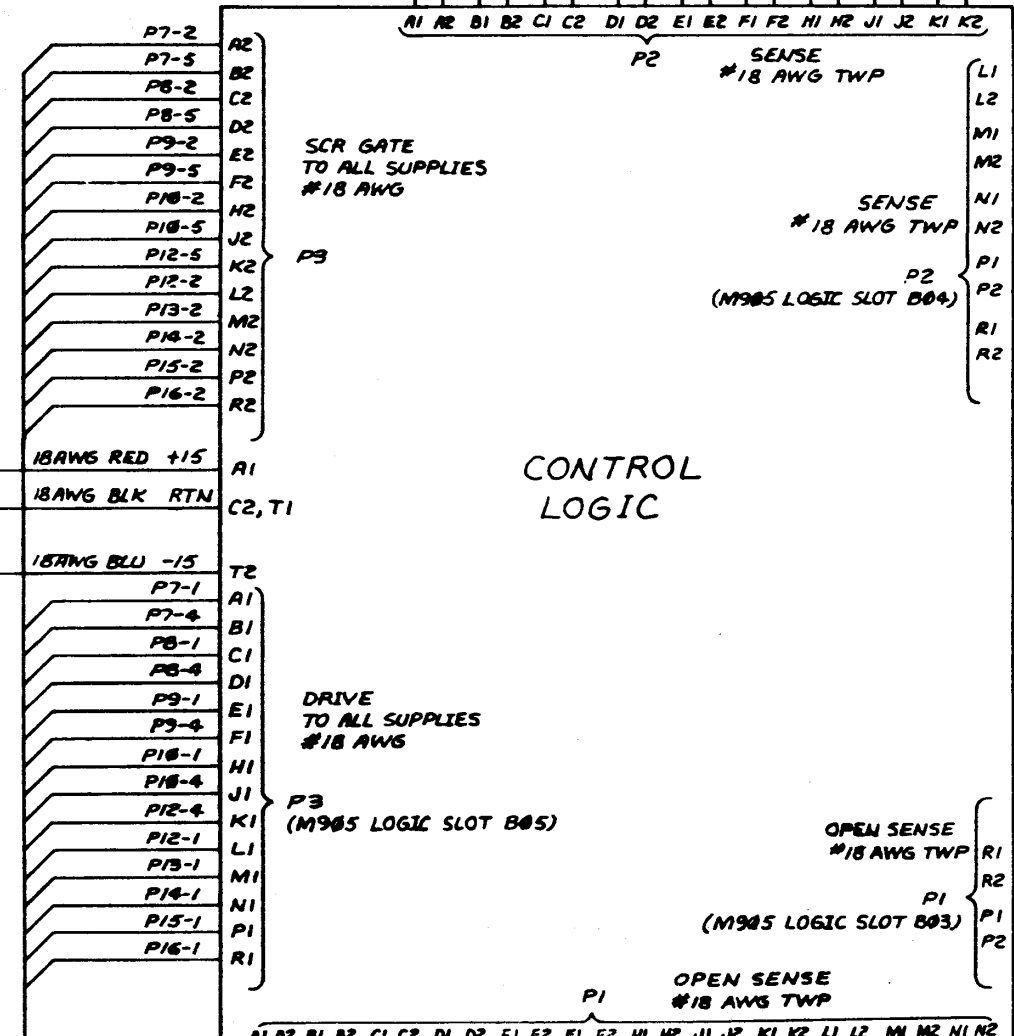 A1 A2 B1 B2 C1 C2 D1 D2 E1 E2 F1 F2 H1 H2 J1 J2 K1 K2
P2
SENSE
#18 AWG TWP
P7-2 A2
P7-5 B2
P8-2 C2
P8-5 D2
P9-2 E2
P9-5 F2
P10-2 H2
P10-5 J2
P12-5 K2
P12-2 L2
P13-2 M2
P14-2 N2
P15-2 P2
P16-2 R2
SCR GATE
TO ALL SUPPLIES
#18 AWG
P3
L1
L2
M1
M2
N1
N2
P1
P2
R1
R2
SENSE
#18 AWG TWP
P2
(M905 LOGIC SLOT B04)
18AWG RED +15 A1
18AWG BLK RTN C2, T1
18AWG BLU -15 T2
CONTROL
LOGIC
P7-1 A1
P7-4 B1
P8-1 C1
P8-4 D1
P9-1 E1
P9-4 F1
P10-1 H1
P10-4 J1
P12-4 K1
P12-1 L1
P13-1 M1
P14-1 N1
P15-1 P1
P16-1 R1
DRIVE
TO ALL SUPPLIES
#18 AWG
P3
(M905 LOGIC SLOT B05)
OPEN SENSE
#18 AWG TWP
P1
(M905 LOGIC SLOT B03)
R1
R2
P1
P2
OPEN SENSE
#18 AWG TWP
P1
A1 A2 B1 B2 C1 C2 D1 D2 E1 E2 F1 F2 H1 H2 J1 J2 K1 K2 L1 L2 M1 M2 N1 N2